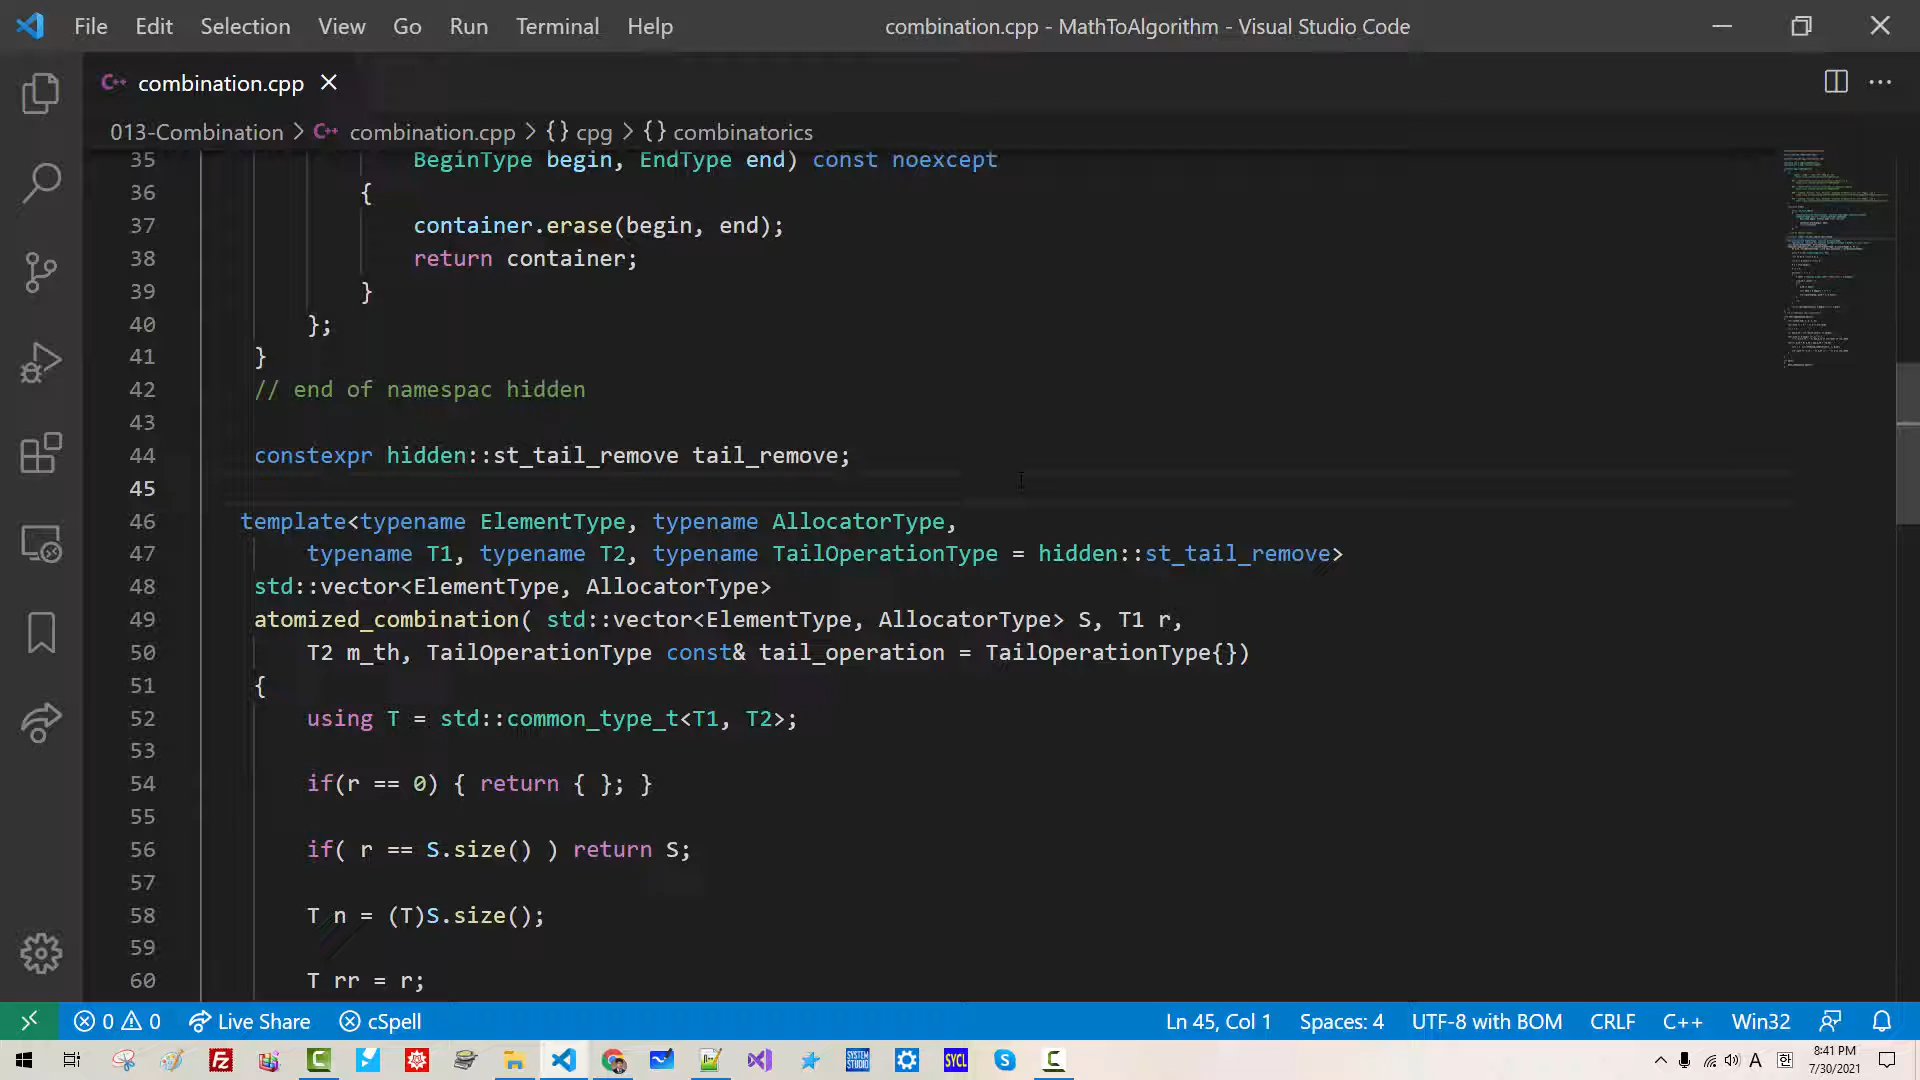 File Edit Selection View Go Run Terminal Help combination.cpp - MathToAlgorithm - Visual Studio Code
C++ combination.cpp
013-Combination > C++ combination.cpp > {} cpg > {} combinatorics
35 BeginType begin, EndType end) const noexcept
36 {
37 container.erase(begin, end);
38 return container;
39 }
40 };
41 }
42 // end of namespac hidden
43
44 constexpr hidden::st_tail_remove tail_remove;
45
46 template<typename ElementType, typename AllocatorType,
47 typename T1, typename T2, typename TailOperationType = hidden::st_tail_remove>
48 std::vector<ElementType, AllocatorType>
49 atomized_combination( std::vector<ElementType, AllocatorType> S, T1 r,
50 T2 m_th, TailOperationType const& tail_operation = TailOperationType{})
51 {
52 using T = std::common_type_t<T1, T2>;
53
54 if(r == 0) { return { }; }
55
56 if( r == S.size() ) return S;
57
58 T n = (T)S.size();
59
60 T rr = r;
0 0 Live Share cSpell Ln 45, Col 1 Spaces: 4 UTF-8 with BOM CRLF C++ Win32
SYSTEM STUDIO SYCL A 한 8:41 PM
7/30/2021